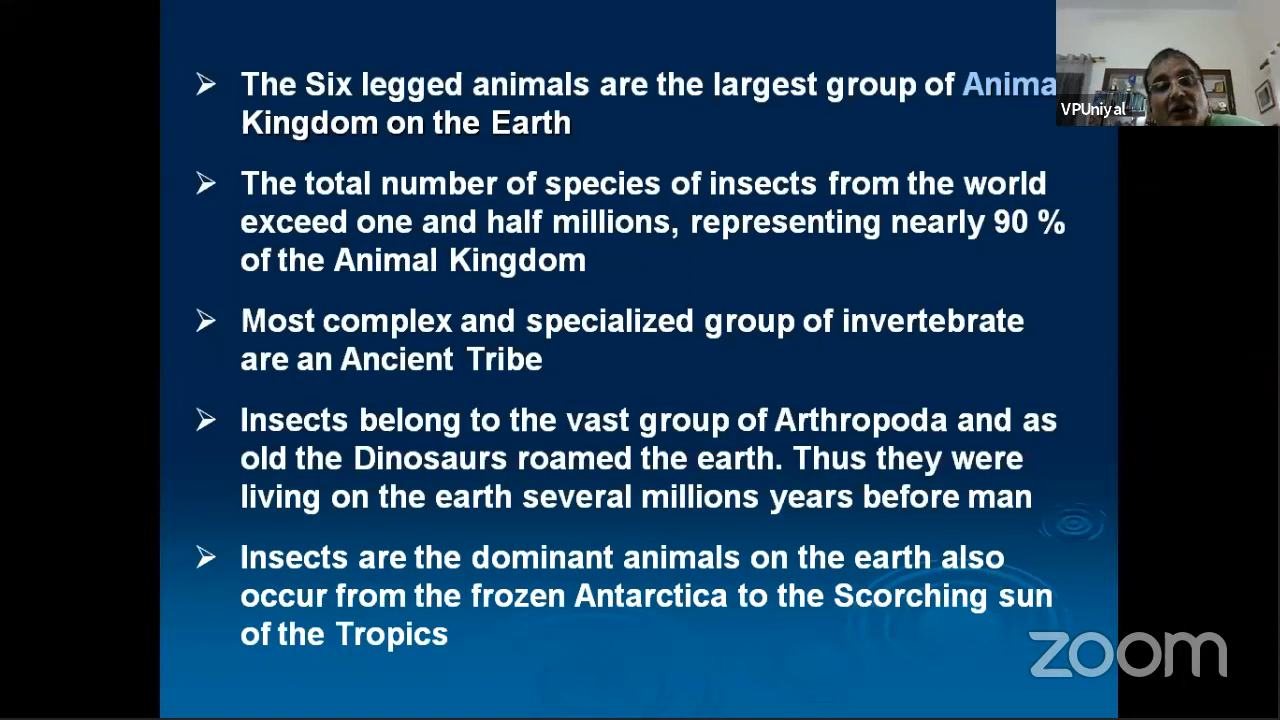 The Six legged animals are the largest group of Anima
Kingdom on the Earth
The total number of species of insects from the world
exceed one and half millions, representing nearly 90 %
of the Animal Kingdom
Most complex and specialized group of invertebrate
are an Ancient Tribe
Insects belong to the vast group of Arthropoda and as
old the Dinosaurs roamed the earth. Thus they were
living on the earth several millions years before man
Insects are the dominant animals on the earth also
occur from the frozen Antarctica to the Scorching sun
of the Tropics
VPUniyal
zoom